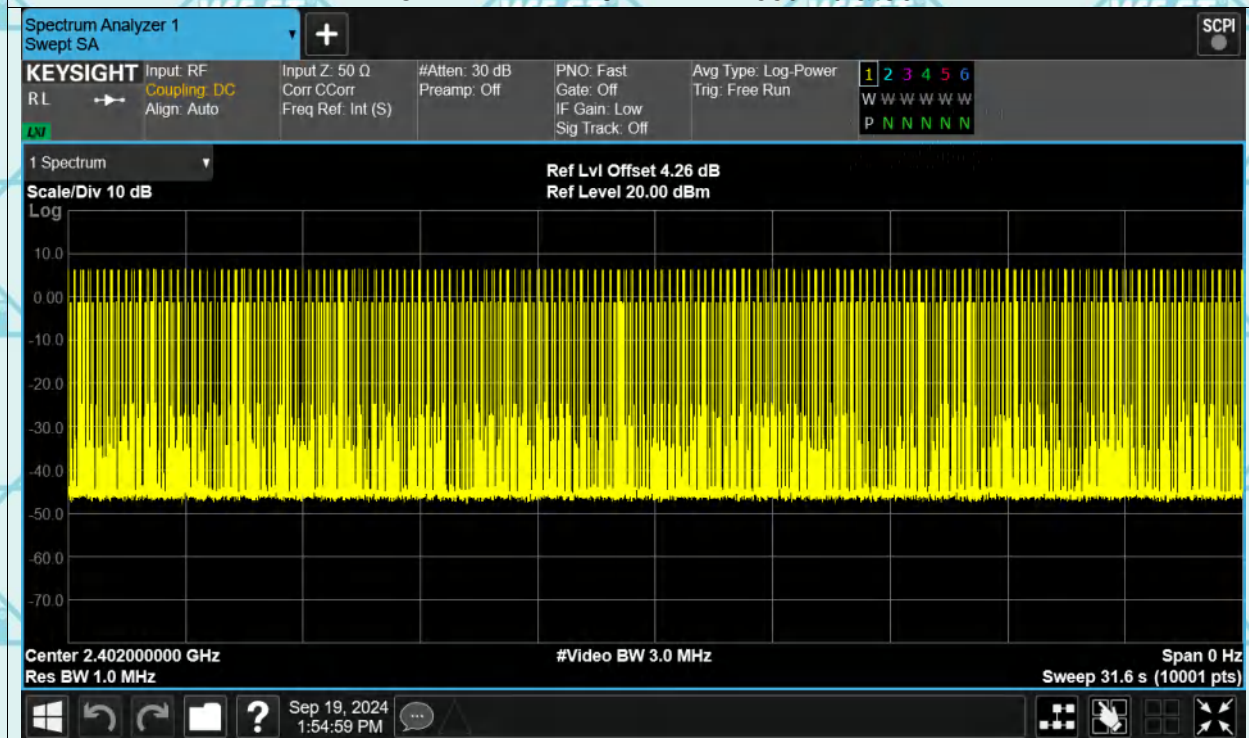 Spectrum Analyzer 1
Swept SA
+
SCPI
KEYSIGHT
RL
LXI
Input: RF
Coupling: DC
Align: Auto
Input Z: 50 Ω
Corr CCorr
Freq Ref: Int (S)
#Atten: 30 dB
Preamp: Off
PNO: Fast
Gate: Off
IF Gain: Low
Sig Track: Off
Avg Type: Log-Power
Trig: Free Run
1 2 3 4 5 6
W W W W W W
P N N N N N
1 Spectrum
Scale/Div 10 dB
Ref Lvl Offset 4.26 dB
Ref Level 20.00 dBm
Log
10.0
0.00
-10.0
-20.0
-30.0
-40.0
-50.0
-60.0
-70.0
Center 2.402000000 GHz
Res BW 1.0 MHz
#Video BW 3.0 MHz
Span 0 Hz
Sweep 31.6 s (10001 pts)
?
Sep 19, 2024
1:54:59 PM